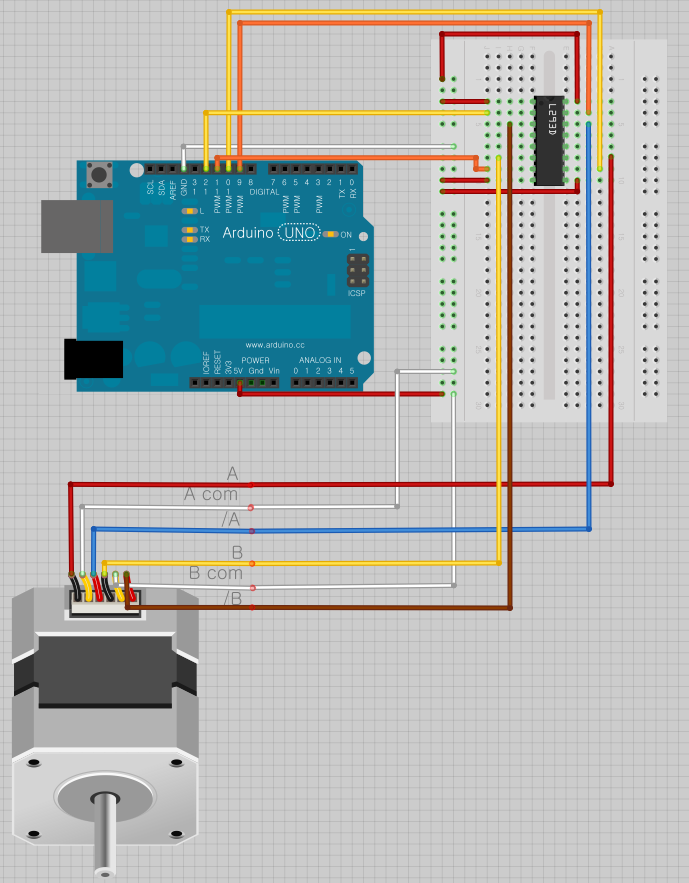 SCL
SDA
AREF
GND
13
12
PWM 11
PWM 10
PWM 9
8
DIGITAL
7
PWM 6
PWM 5
4
PWM 3
2
TX 1
RX 0
L
TX
RX
Arduino UNO
ON
1
ICSP
www.arduino.cc
POWER
ANALOG IN
IOREF
RESET
3V3
5V
Gnd
Vin
0 1 2 3 4 5
A
A com
/A
B
B com
/B